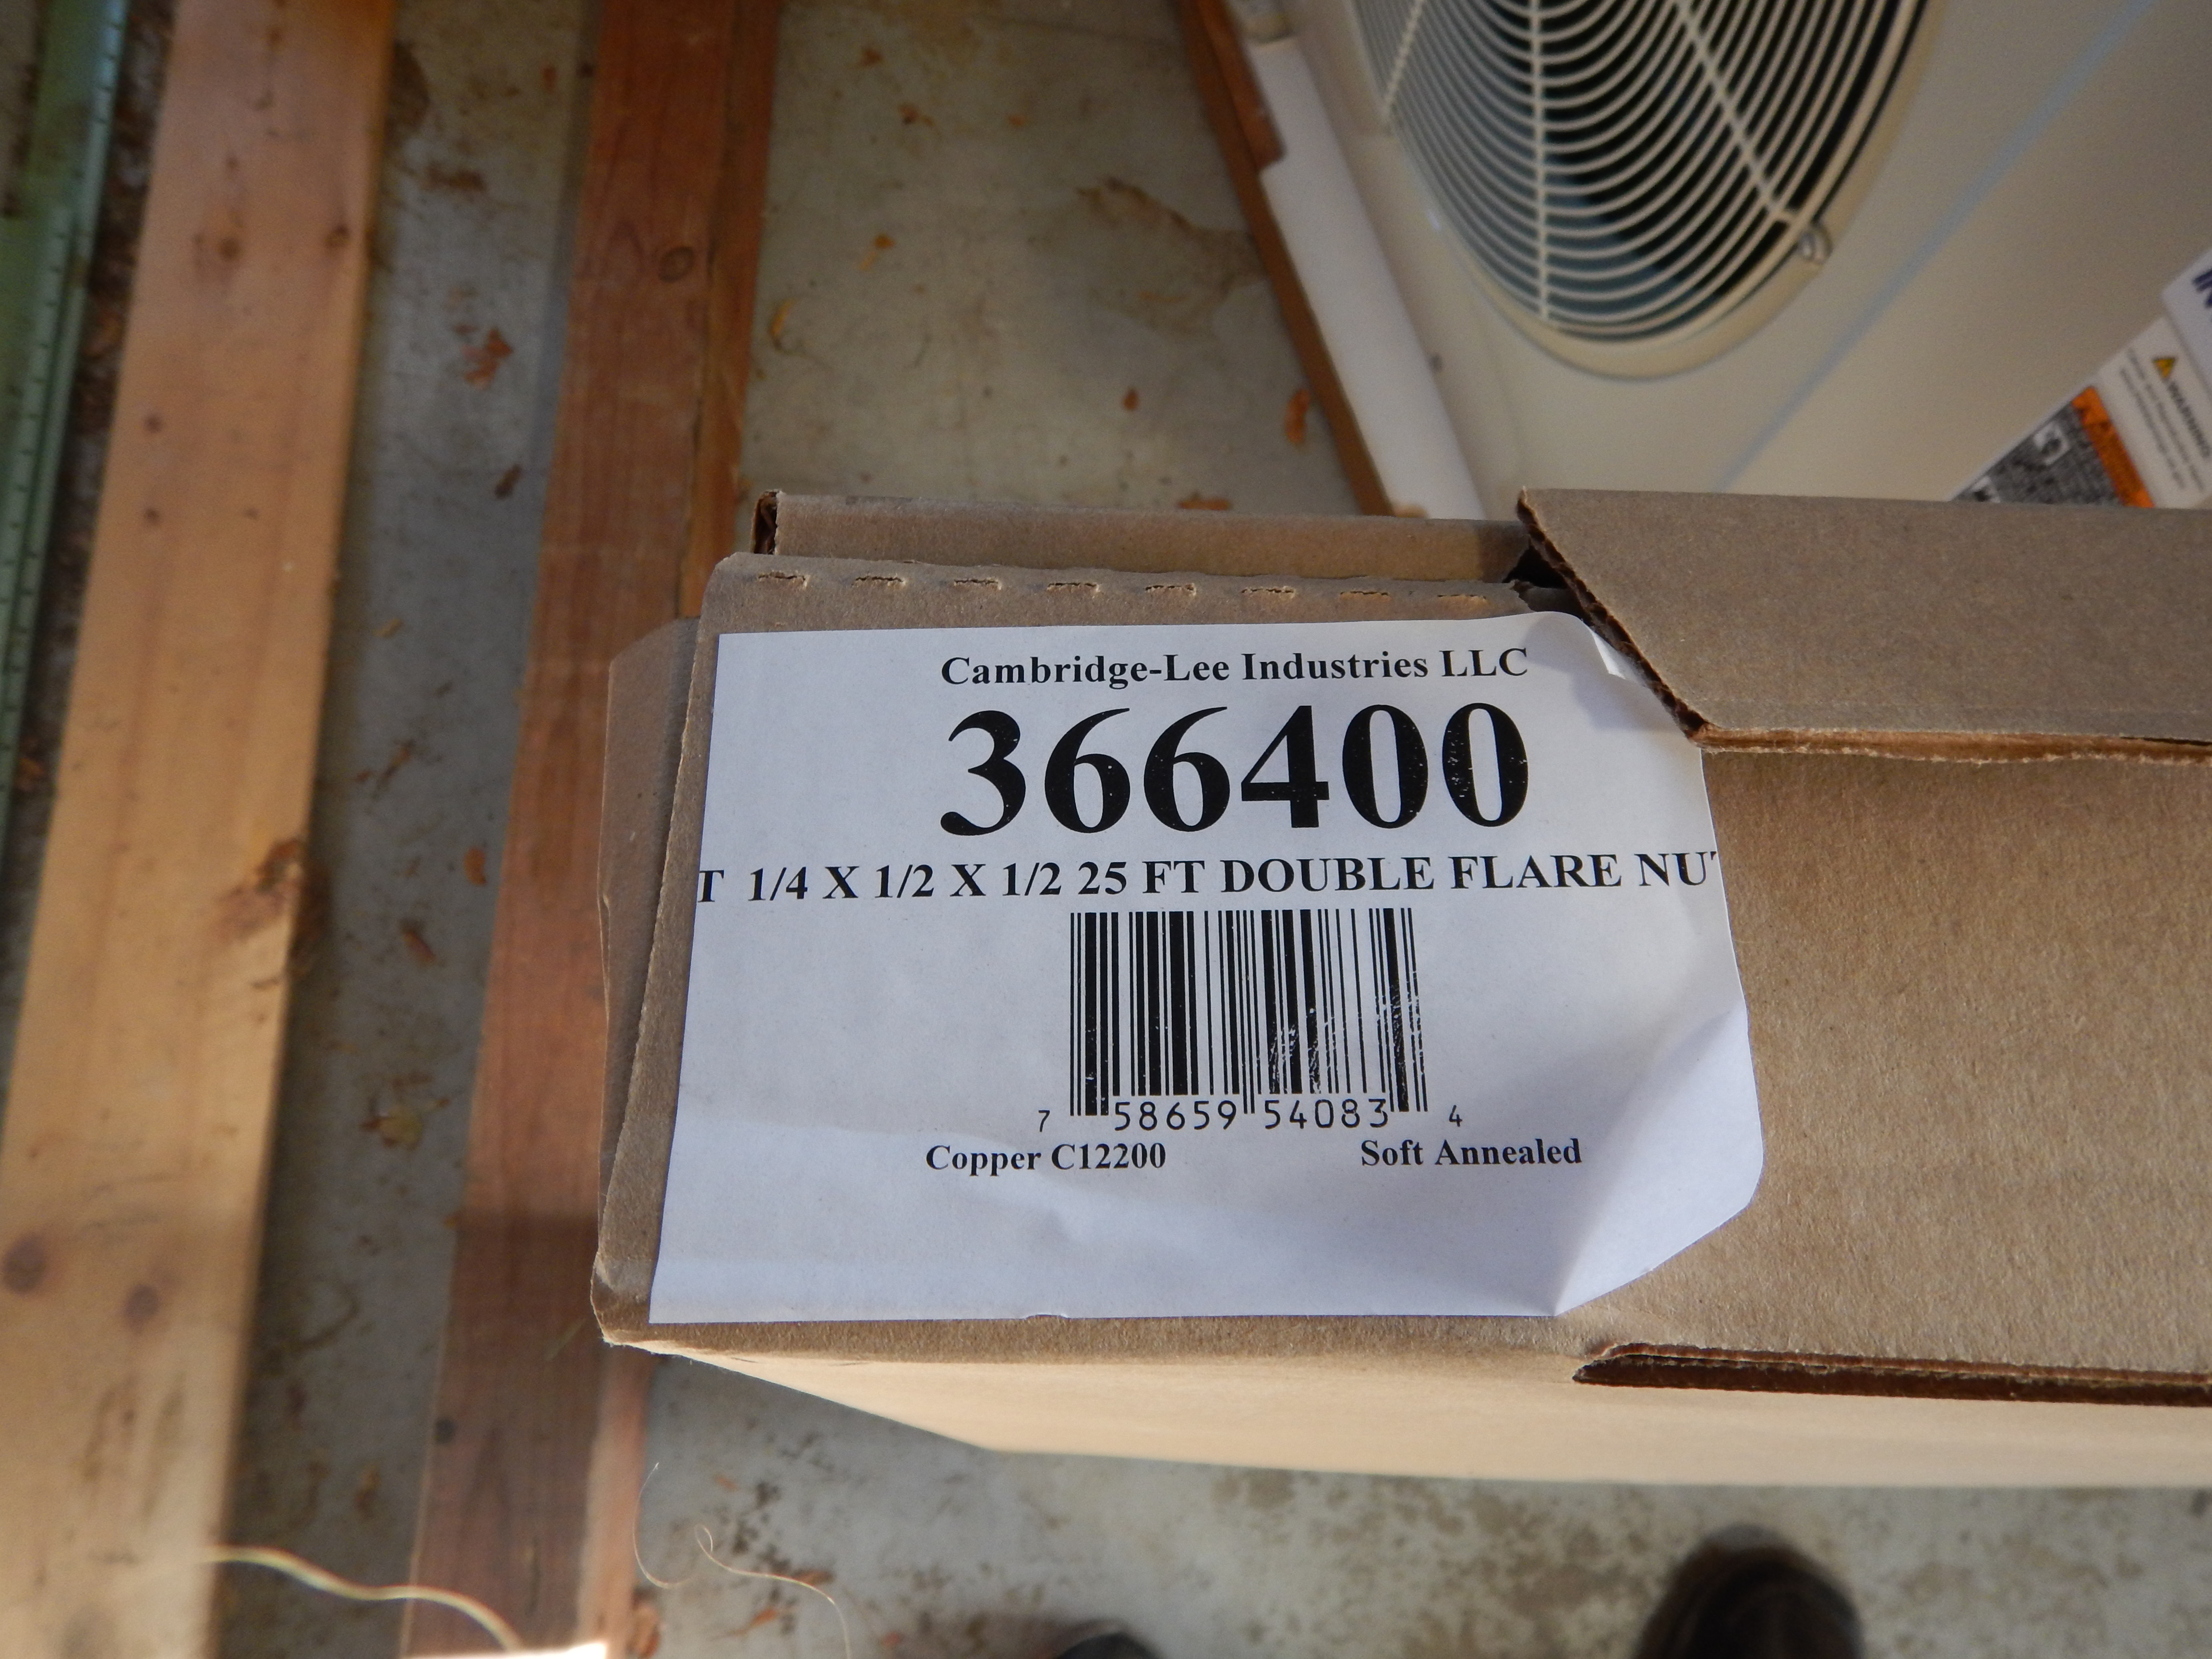 WARNING
Cambridge-Lee Industries LLC
366400
T 1/4 X 1/2 X 1/2 25 FT DOUBLE FLARE NUT
7 58659 54083 4
Copper C12200 Soft Annealed